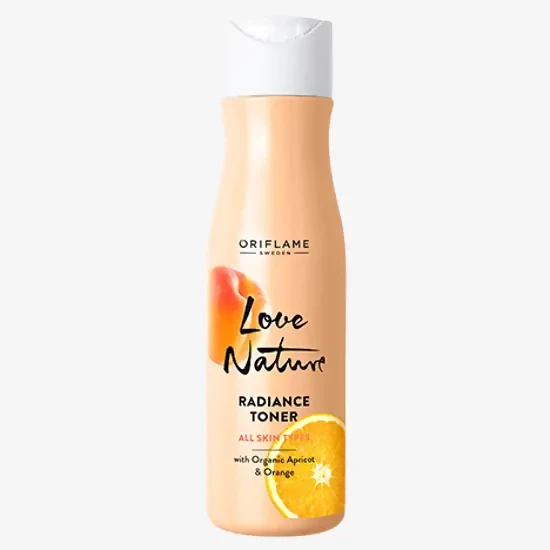 ORIFLAME
SWEDEN
Love
Nature
RADIANCE
TONER
ALL SKIN TYPES
with Organic Apricot
& Orange